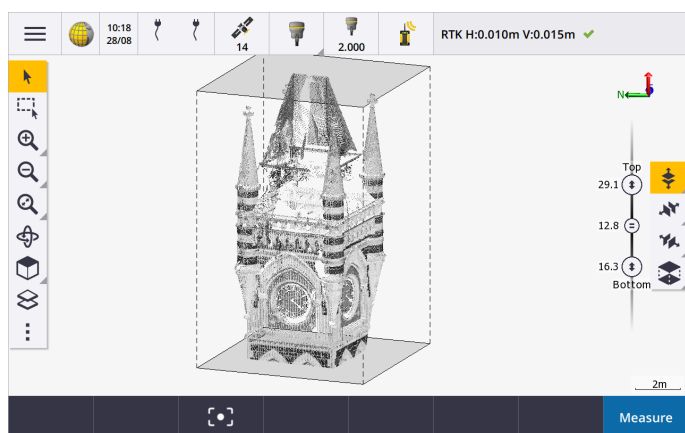 10:18
28/08
14
2.000
RTK H:0.010m V:0.015m
N
Top
29.1
12.8
16.3
Bottom
2m
Measure